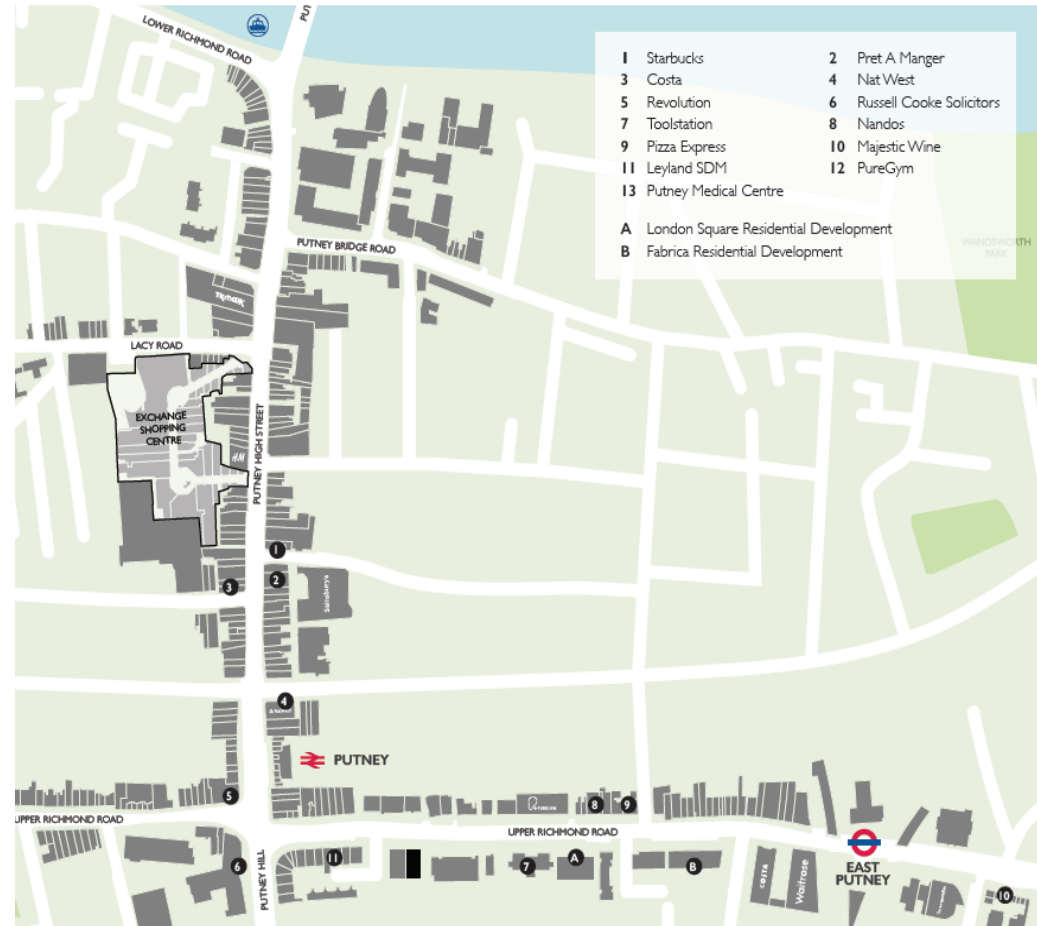 PUT
LOWER RICHMOND ROAD
1 Starbucks
2 Pret A Manger
3 Costa
4 Nat West
5 Revolution
6 Russell Cooke Solicitors
7 Toolstation
8 Nandos
9 Pizza Express
10 Majestic Wine
11 Leyland SDM
12 PureGym
13 Putney Medical Centre
A London Square Residential Development
B Fabrica Residential Development
WANDSWORTH
PARK
PUTNEY BRIDGE ROAD
TK maxx
LACY ROAD
EXCHANGE
SHOPPING
CENTRE
PUTNEY HIGH STREET
H&M
1
2
3
Sainsbury's
4
PUTNEY
5
8
9
UPPER RICHMOND ROAD
UPPER RICHMOND ROAD
6
PUTNEY HILL
11
7
A
B
COSTA
Waitrose
EAST
PUTNEY
10